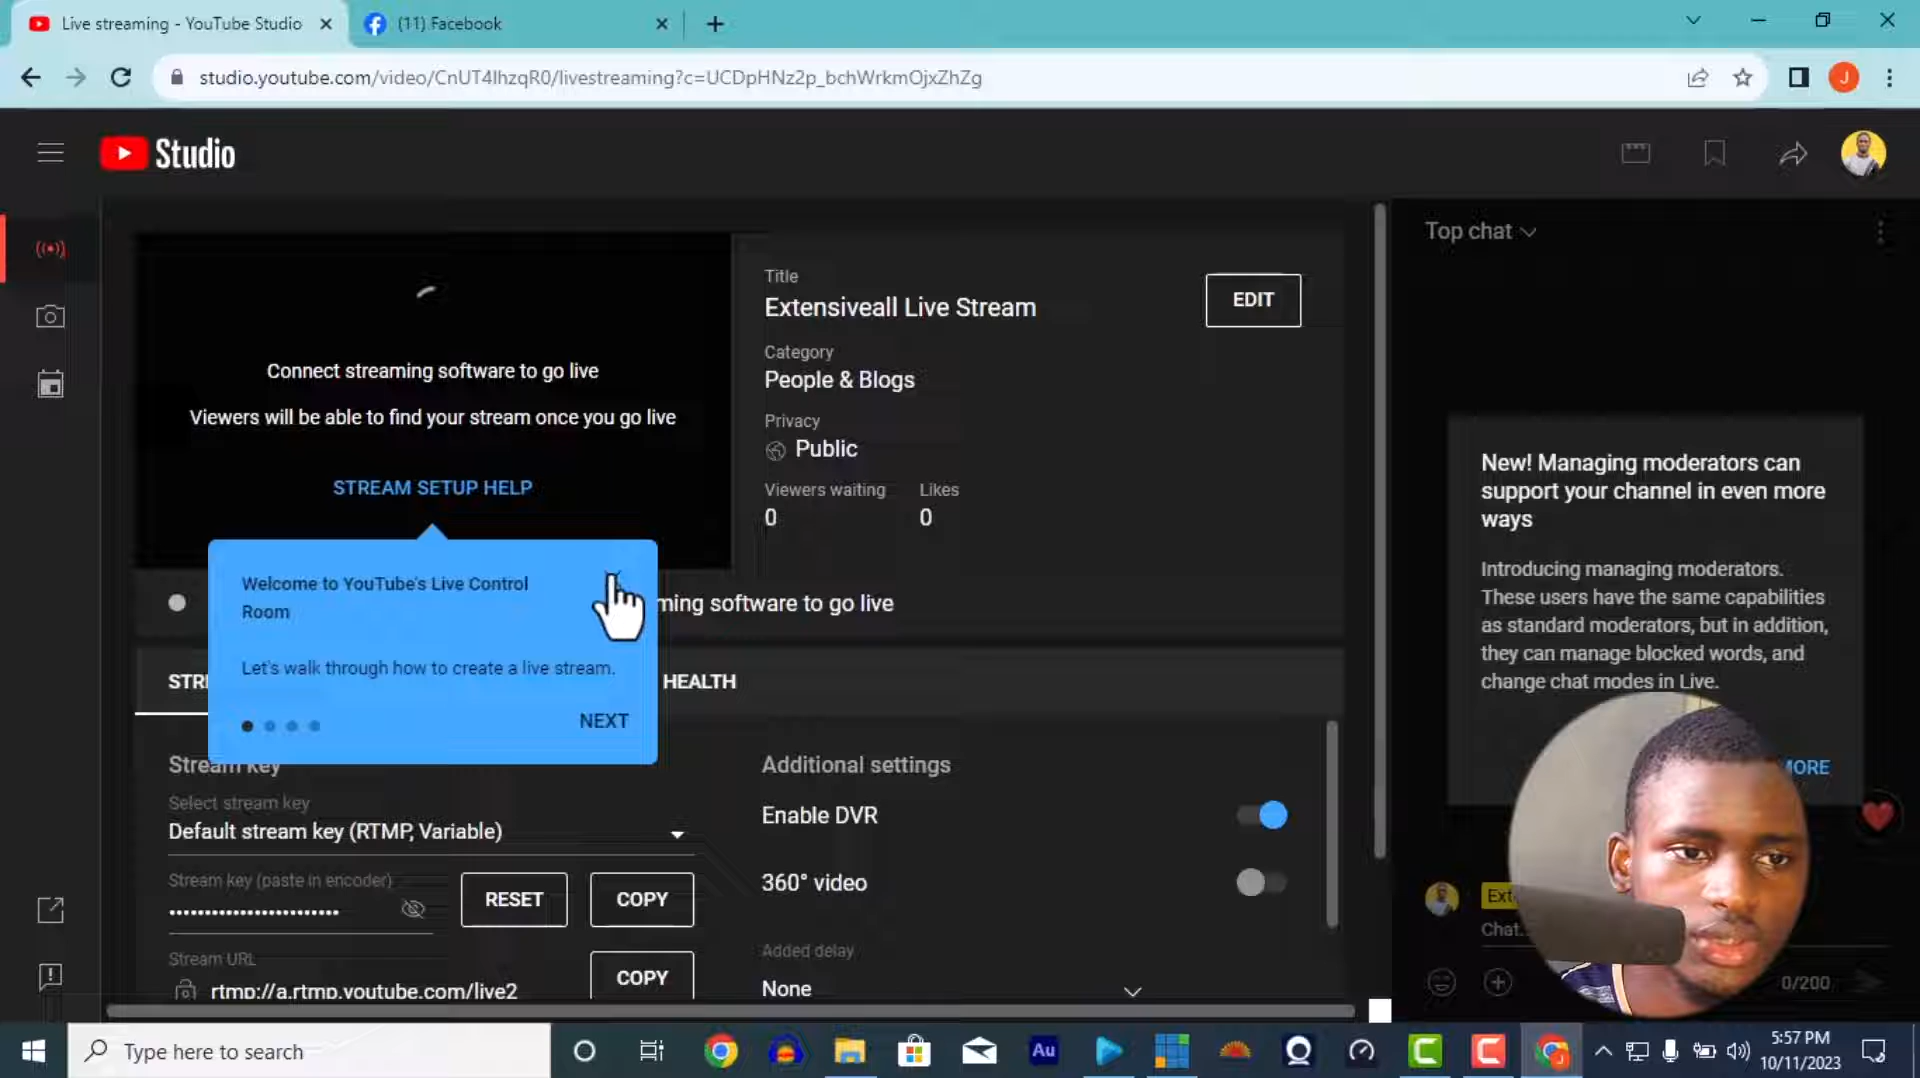 Live streaming - YouTube Studio
(11) Facebook
studio.youtube.com/video/CnUT4lhzqR0/livestreaming?c=UCDpHNz2p_bchWrkmOjxZhZg
J
Studio
Connect streaming software to go live
Viewers will be able to find your stream once you go live
STREAM SETUP HELP
Title
Extensiveall Live Stream
EDIT
Category
People & Blogs
Privacy
Public
Viewers waiting
Likes
0
0
Top chat
New! Managing moderators can
support your channel in even more
ways
Introducing managing moderators.
These users have the same capabilities
as standard moderators, but in addition,
they can manage blocked words, and
change chat modes in Live.
MORE
Welcome to YouTube's Live Control
Room
Let's walk through how to create a live stream.
NEXT
ming software to go live
STRE
HEALTH
Stream key
Select stream key
Default stream key (RTMP, Variable)
Stream key (paste in encoder)
RESET
COPY
Stream URL
rtmp://a.rtmp.youtube.com/live2
COPY
Additional settings
Enable DVR
360° video
Added delay
None
Ext
Chat.
0/200
Type here to search
Au
5:57 PM
10/11/2023